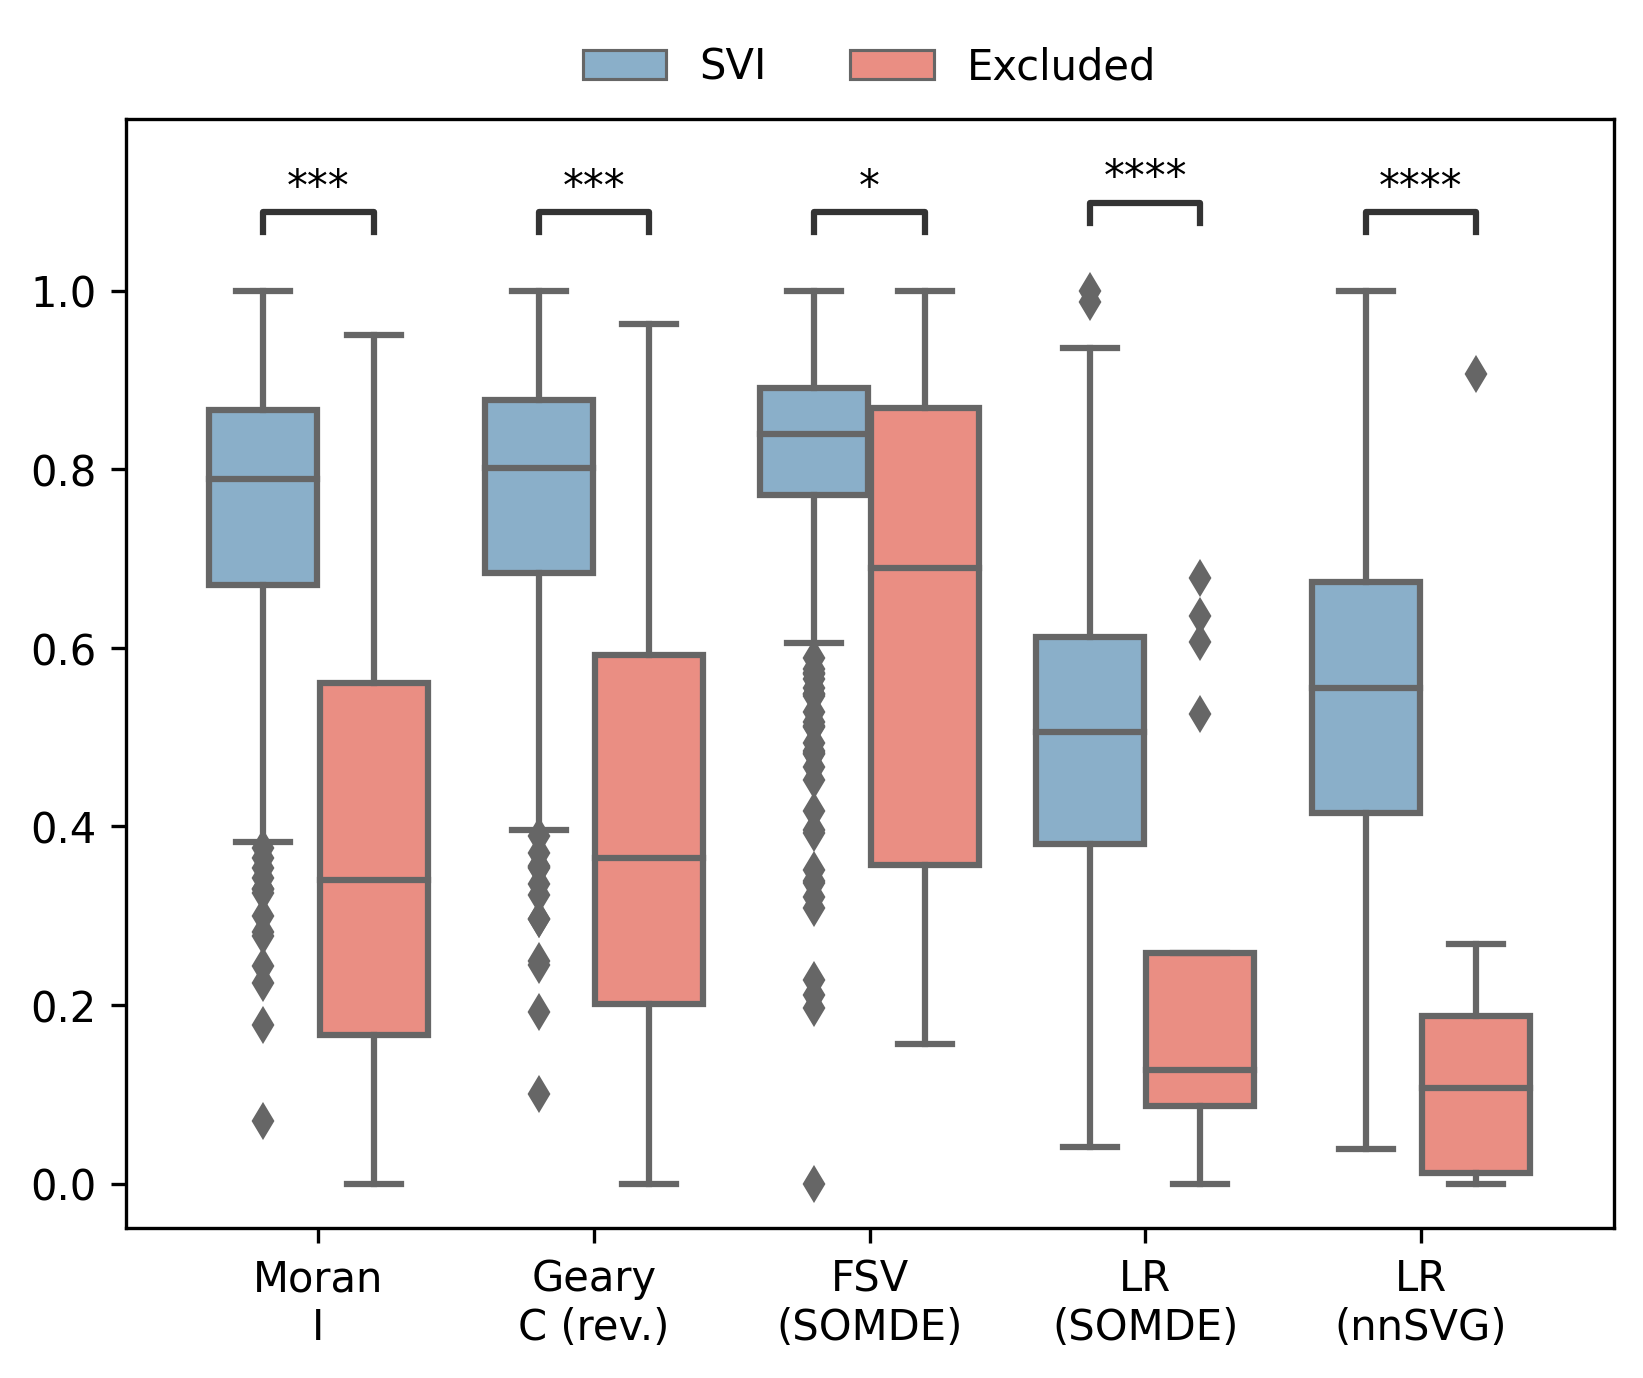 SVI Excluded
*** *** * **** ****
1.0
0.8
0.6
0.4
0.2
0.0
Moran Geary FSV LR LR
I C (rev.) (SOMDE) (SOMDE) (nnSVG)